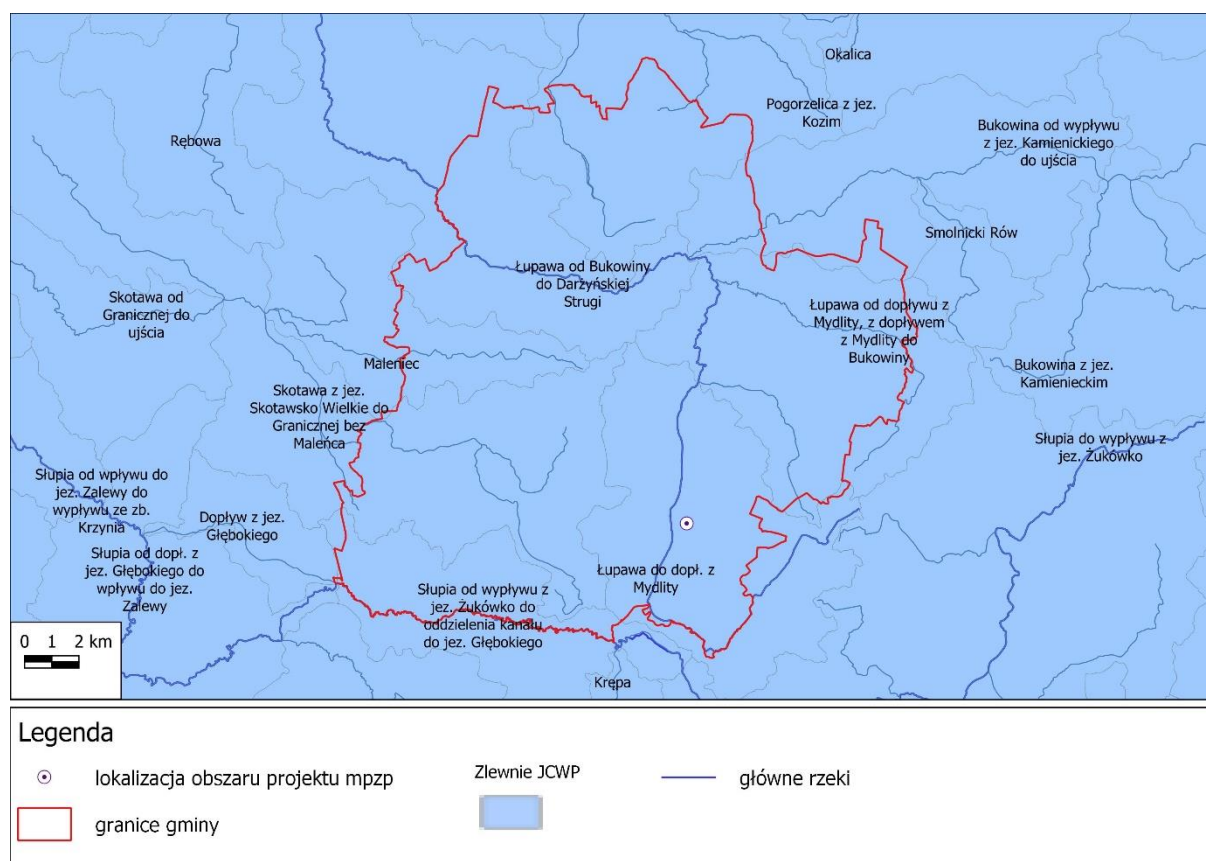 Okalica
Pogorzelica z jez.
Kozim
Rębowa
Bukowina od wypływu
z jez. Kamienickiego
do ujścia
Smolnicki Rów
Łupawa od Bukowiny
do Darżyńskiej
Strugi
Skotawa od
Granicznej do
ujścia
Łupawa od dopływu z
Mydlity, z dopływem
z Mydlity do
Bukowiny
Maleniec
Bukowina z jez.
Kamienieckim
Skotawa z jez.
Skotawsko Wielkie do
Granicznej bez
Maleńca
Słupia do wypływu z
jez. Żukówko
Słupia od wpływu do
jez. Zalewy do
wypływu ze zb.
Krzynia
Dopływ z jez.
Głębokiego
Słupia od dopł. z
jez. Głębokiego do
wpływu do jez.
Zalewy
Łupawa do dopł. z
Mydlity
Słupia od wypływu z
jez. Żukówko do
oddzielenia kanału
do jez. Głębokiego
Krępa
0 1 2 km
Legenda
lokalizacja obszaru projektu mpzp
granice gminy
Zlewnie JCWP
główne rzeki